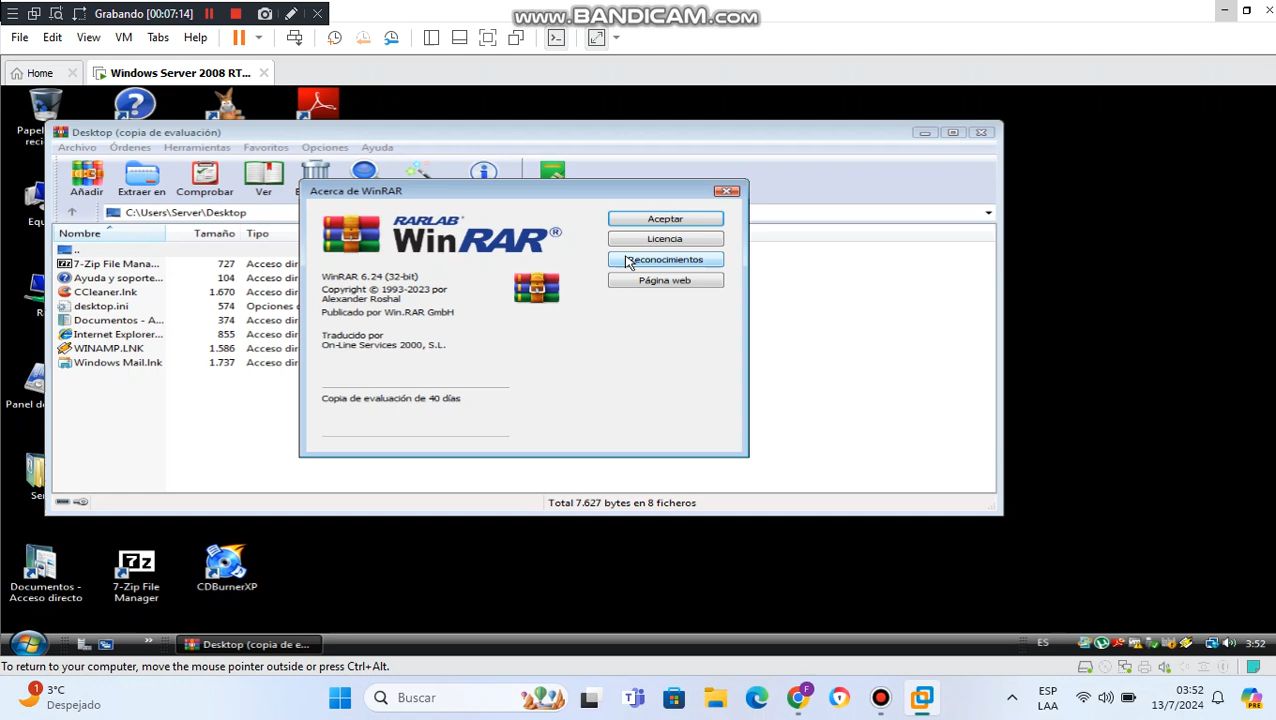 Grabando [00:07:14]
www.BANDICAM.com
File Edit View VM Tabs Help
Home
Windows Server 2008 RT...
Desktop (copia de evaluación)
Archivo Órdenes Herramientas Favoritos Opciones Ayuda
Añadir Extraer en Comprobar Ver
C:\Users\Server\Desktop
Nombre Tamaño Tipo
..
7-Zip File Mana... 727 Acceso dir
Ayuda y soporte... 104 Acceso dir
CCleaner.lnk 1.670 Acceso dir
desktop.ini 574 Opciones
Documentos - A... 374 Acceso dir
Internet Explorer... 855 Acceso dir
WINAMP.LNK 1.586 Acceso dir
Windows Mail.lnk 1.737 Acceso dir
Total 7.627 bytes en 8 ficheros
Acerca de WinRAR
RARLAB®
WinRAR®
WinRAR 6.24 (32-bit)
Copyright © 1993-2023 por
Alexander Roshal
Publicado por Win.RAR GmbH
Traducido por
On-Line Services 2000, S.L.
Copia de evaluación de 40 días
Aceptar
Licencia
Reconocimientos
Página web
Papel
reci
Equ
Panel de
Ser
Documentos -
Acceso directo
7z
7-Zip File
Manager
CDBurnerXP
Desktop (copia de e...
ES
3:52
To return to your computer, move the mouse pointer outside or press Ctrl+Alt.
1
3°C
Despejado
Buscar
F
ESP
LAA
03:52
13/7/2024
PRE